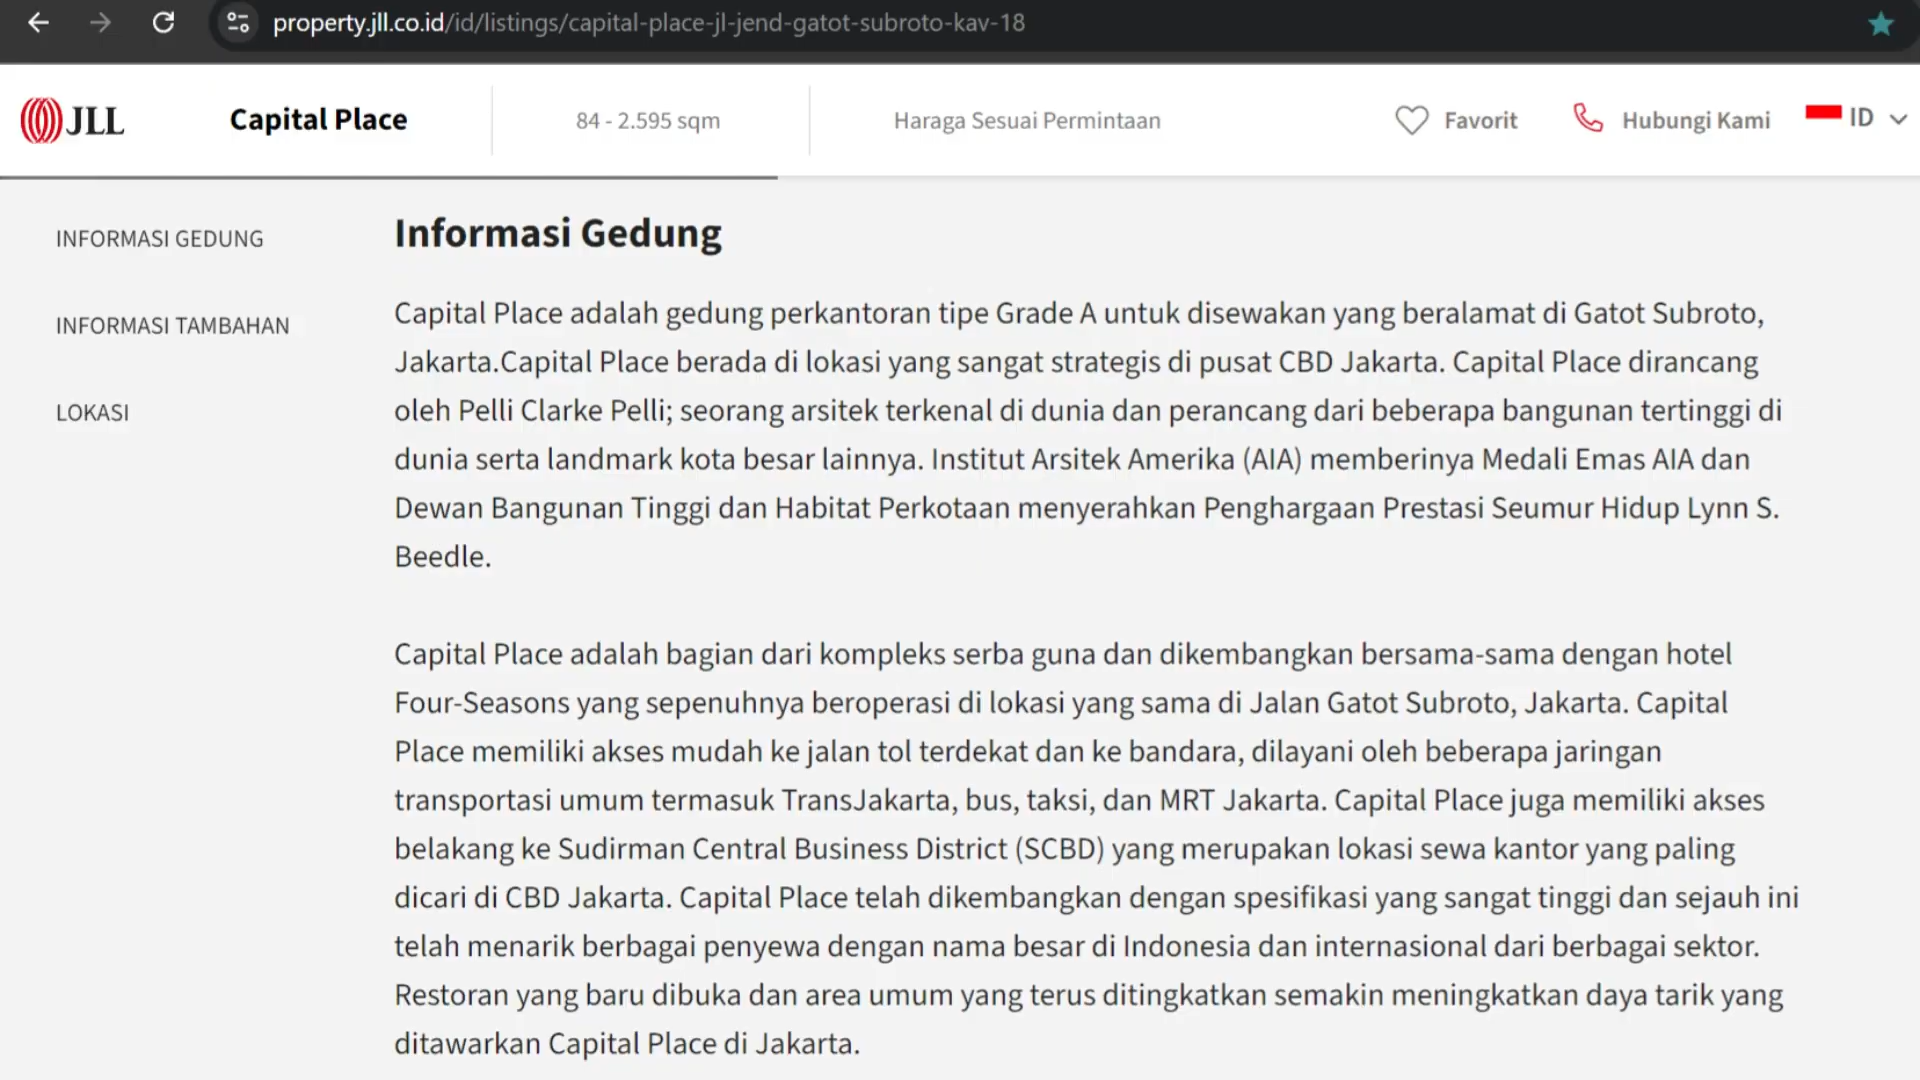 property.jll.co.id/id/listings/capital-place-jl-jend-gatot-subroto-kav-18
JLL
Capital Place
84 - 2.595 sqm
Haraga Sesuai Permintaan
Favorit
Hubungi Kami
ID
INFORMASI GEDUNG
INFORMASI TAMBAHAN
LOKASI
Informasi Gedung
Capital Place adalah gedung perkantoran tipe Grade A untuk disewakan yang beralamat di Gatot Subroto,
Jakarta.Capital Place berada di lokasi yang sangat strategis di pusat CBD Jakarta. Capital Place dirancang
oleh Pelli Clarke Pelli; seorang arsitek terkenal di dunia dan perancang dari beberapa bangunan tertinggi di
dunia serta landmark kota besar lainnya. Institut Arsitek Amerika (AIA) memberinya Medali Emas AIA dan
Dewan Bangunan Tinggi dan Habitat Perkotaan menyerahkan Penghargaan Prestasi Seumur Hidup Lynn S.
Beedle.
Capital Place adalah bagian dari kompleks serba guna dan dikembangkan bersama-sama dengan hotel
Four-Seasons yang sepenuhnya beroperasi di lokasi yang sama di Jalan Gatot Subroto, Jakarta. Capital
Place memiliki akses mudah ke jalan tol terdekat dan ke bandara, dilayani oleh beberapa jaringan
transportasi umum termasuk TransJakarta, bus, taksi, dan MRT Jakarta. Capital Place juga memiliki akses
belakang ke Sudirman Central Business District (SCBD) yang merupakan lokasi sewa kantor yang paling
dicari di CBD Jakarta. Capital Place telah dikembangkan dengan spesifikasi yang sangat tinggi dan sejauh ini
telah menarik berbagai penyewa dengan nama besar di Indonesia dan internasional dari berbagai sektor.
Restoran yang baru dibuka dan area umum yang terus ditingkatkan semakin meningkatkan daya tarik yang
ditawarkan Capital Place di Jakarta.